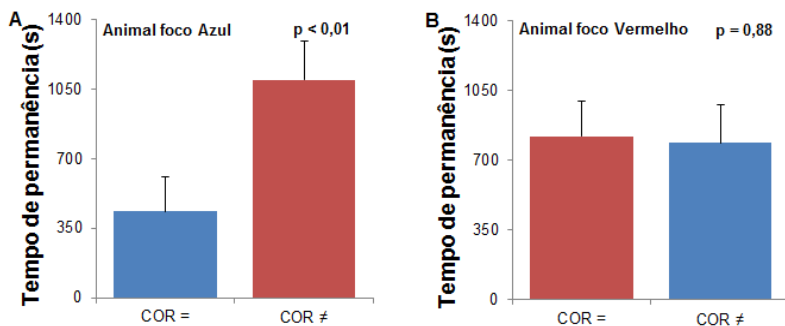 A
Animal foco Azul p < 0,01
Tempo de permanência (s)
1400
1050
700
350
0
COR =
COR ≠
B
Animal foco Vermelho p = 0,88
Tempo de permanência (s)
1400
1050
700
350
0
COR =
COR ≠